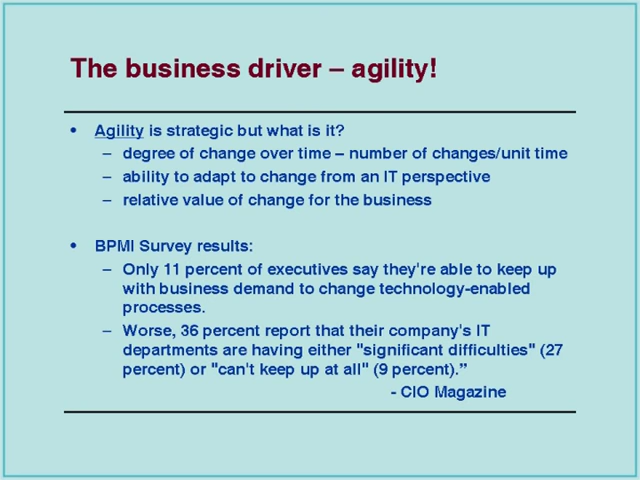 The business driver – agility!
• Agility is strategic but what is it?
– degree of change over time – number of changes/unit time
– ability to adapt to change from an IT perspective
– relative value of change for the business
• BPMI Survey results:
– Only 11 percent of executives say they're able to keep up
with business demand to change technology-enabled
processes.
– Worse, 36 percent report that their company's IT
departments are having either "significant difficulties" (27
percent) or "can't keep up at all" (9 percent).”
- CIO Magazine